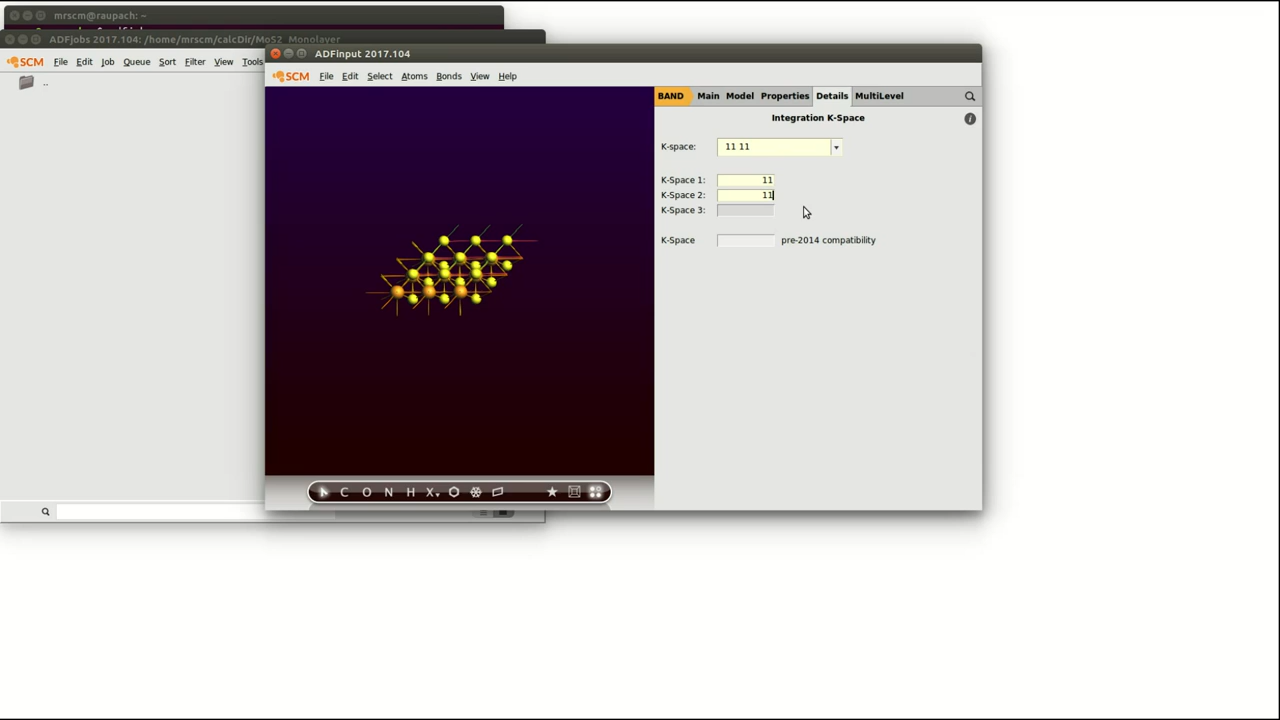 mrscm@raupach: ~
ADFjobs 2017.104: /home/mrscm/calcDir/MoS2_Monolayer
SCM File Edit Job Queue Sort Filter View Tools
..
ADFinput 2017.104
SCM File Edit Select Atoms Bonds View Help
BAND Main Model Properties Details MultiLevel
Integration K-Space
K-space: 11 11
K-Space 1: 11
K-Space 2: 11
K-Space 3:
K-Space pre-2014 compatibility
C O N H X